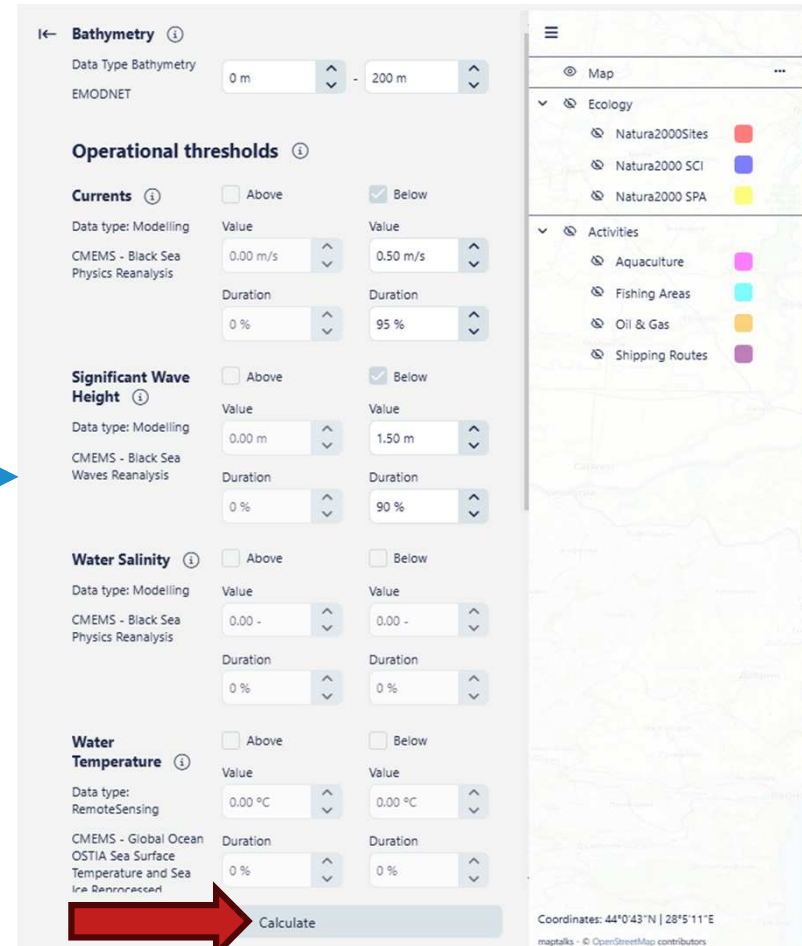 Bathymetry
Data Type Bathymetry
EMODNET
0 m - 200 m
Operational thresholds
Currents
Above Below
Data type: Modelling
CMEMS - Black Sea
Physics Reanalysis
Value Value
0.00 m/s 0.50 m/s
Duration Duration
0 % 95 %
Significant Wave
Height
Above Below
Data type: Modelling
CMEMS - Black Sea
Waves Reanalysis
Value Value
0.00 m 1.50 m
Duration Duration
0 % 90 %
Water Salinity
Above Below
Data type: Modelling
CMEMS - Black Sea
Physics Reanalysis
Value Value
0.00 - 0.00 -
Duration Duration
0 % 0 %
Water
Temperature
Above Below
Data type:
RemoteSensing
CMEMS - Global Ocean
OSTIA Sea Surface
Temperature and Sea
Ice Reprocessed
Value Value
0.00 ºC 0.00 ºC
Duration Duration
0 % 0 %
Calculate
Map
Ecology
Natura2000Sites
Natura2000 SCI
Natura2000 SPA
Activities
Aquaculture
Fishing Areas
Oil & Gas
Shipping Routes
Coordinates: 44°0'43"N | 28°5'11"E
maptalks - © OpenStreetMap contributors